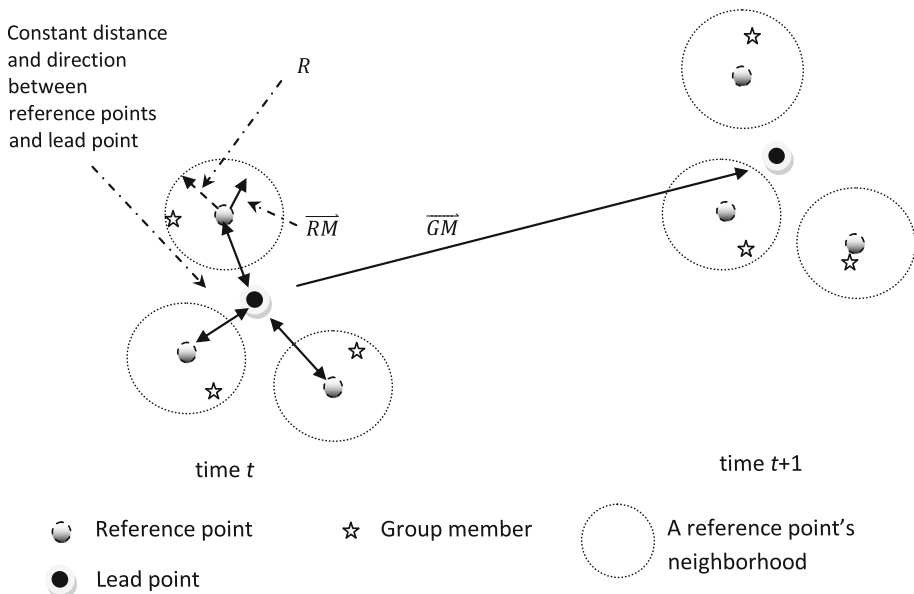 Constant distance
and direction
between
reference points
and lead point
R
RM
GM
time t
time t+1
Reference point
Group member
A reference point's
neighborhood
Lead point